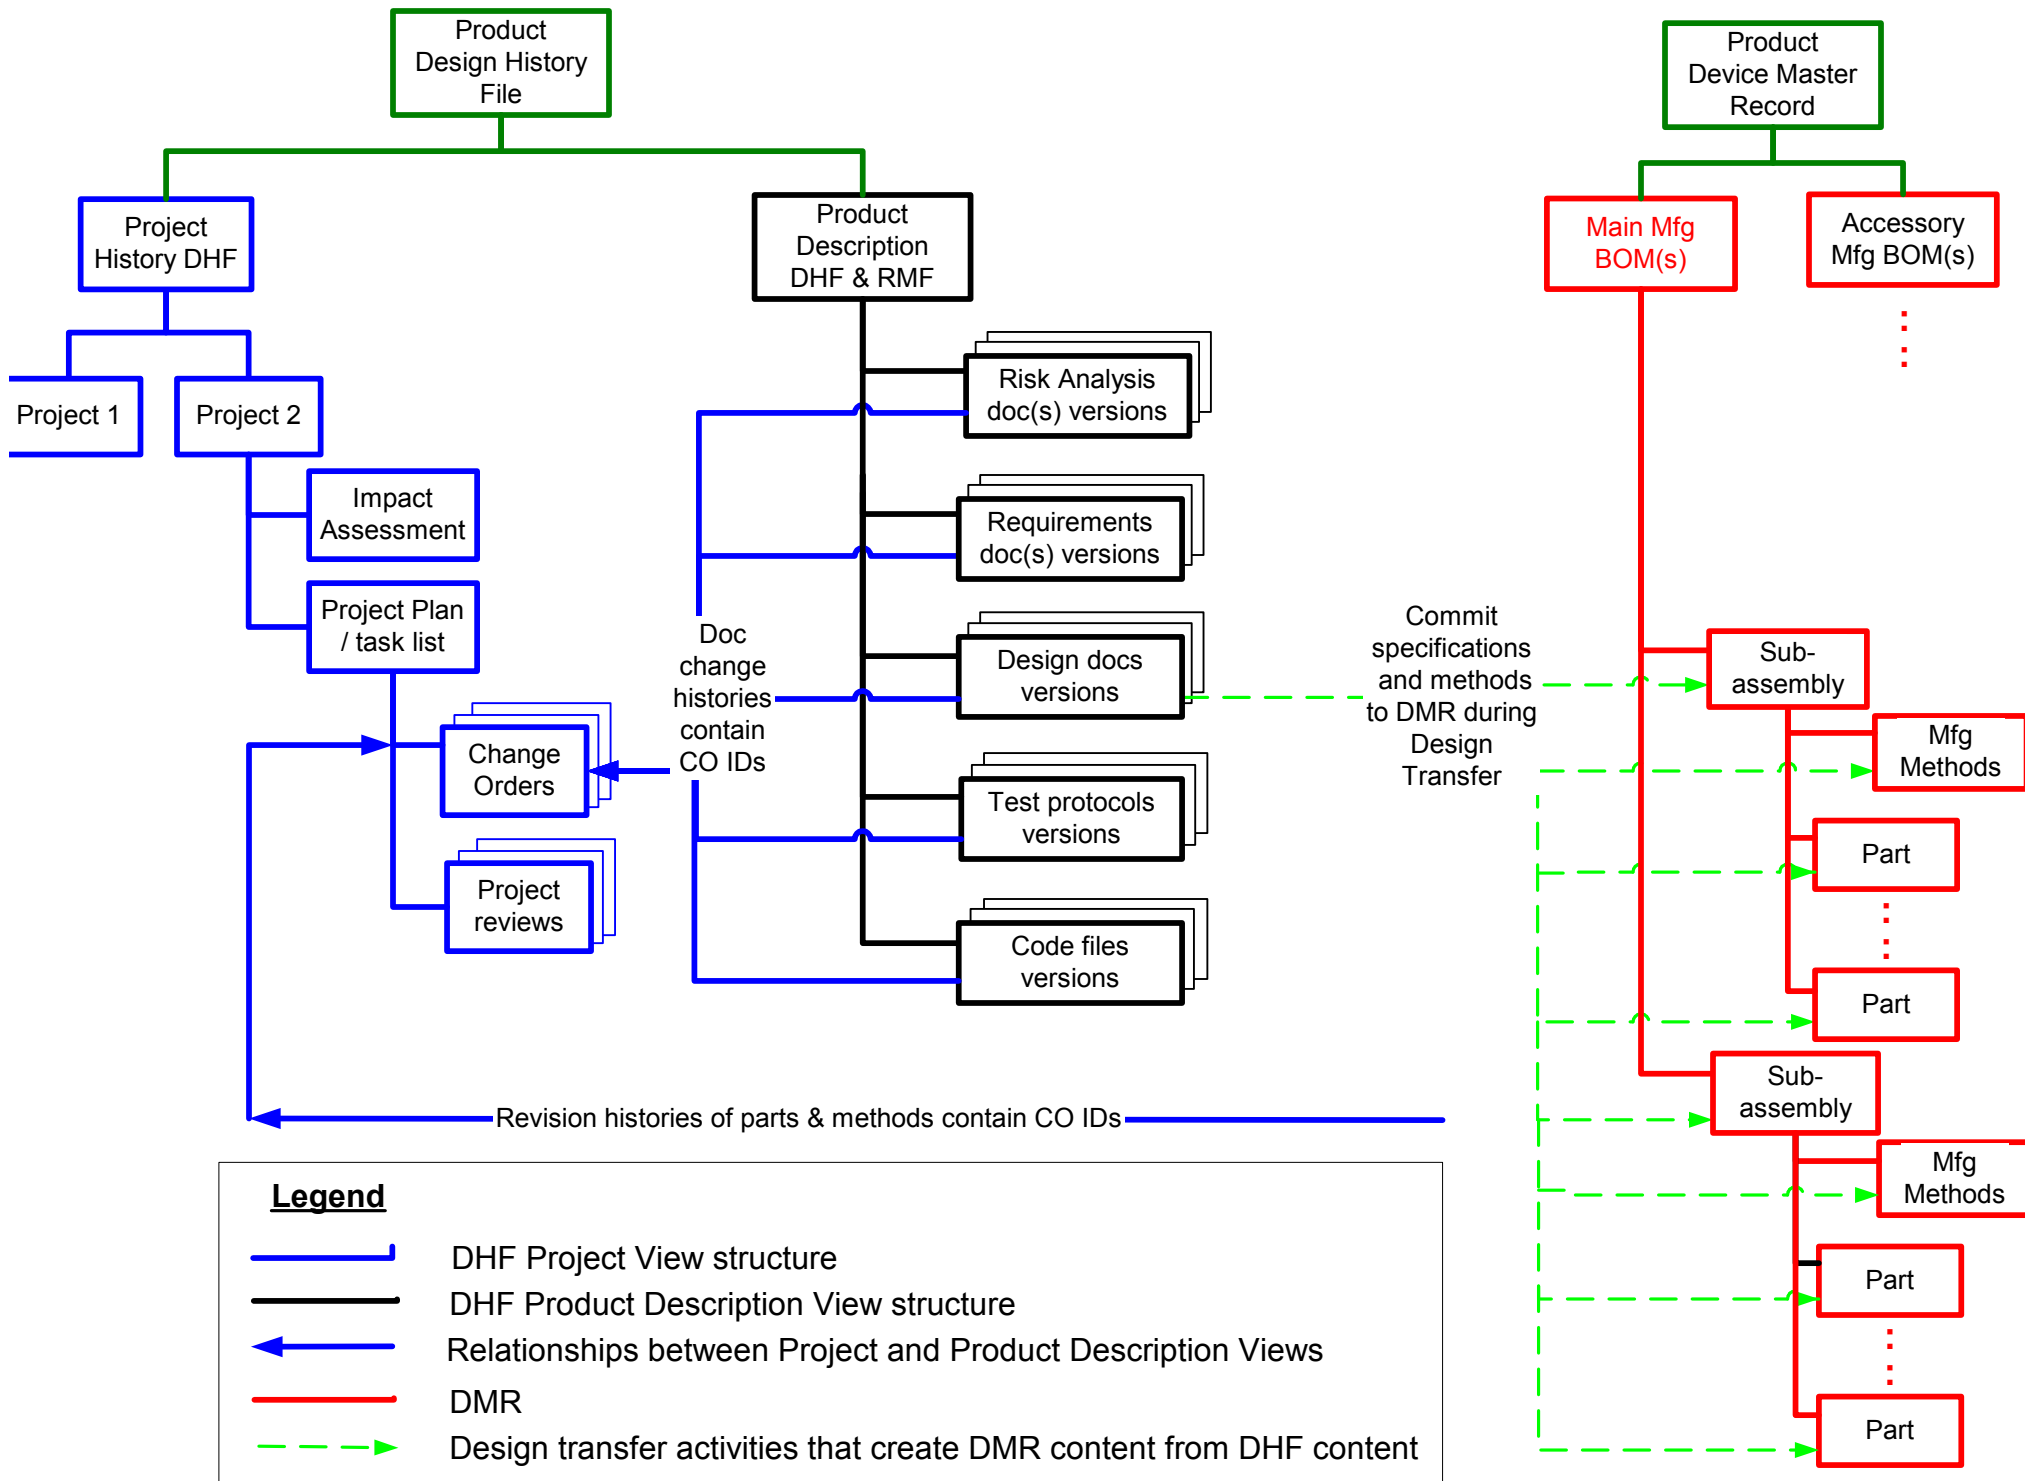 Product
Design History
File
Product
Device Master
Record
Project
History DHF
Product
Description
DHF & RMF
Main Mfg
BOM(s)
Accessory
Mfg BOM(s)
Project 1
Project 2
Risk Analysis
doc(s) versions
Impact
Assessment
Requirements
doc(s) versions
Project Plan
/ task list
Doc
change
histories
contain
CO IDs
Design docs
versions
Commit
specifications
and methods
to DMR during
Design
Transfer
Sub-
assembly
Mfg
Methods
Change
Orders
Test protocols
versions
Part
Project
reviews
Code files
versions
Part
Sub-
assembly
Revision histories of parts & methods contain CO IDs
Mfg
Methods
Part
Part
Legend
DHF Project View structure
DHF Product Description View structure
Relationships between Project and Product Description Views
DMR
Design transfer activities that create DMR content from DHF content